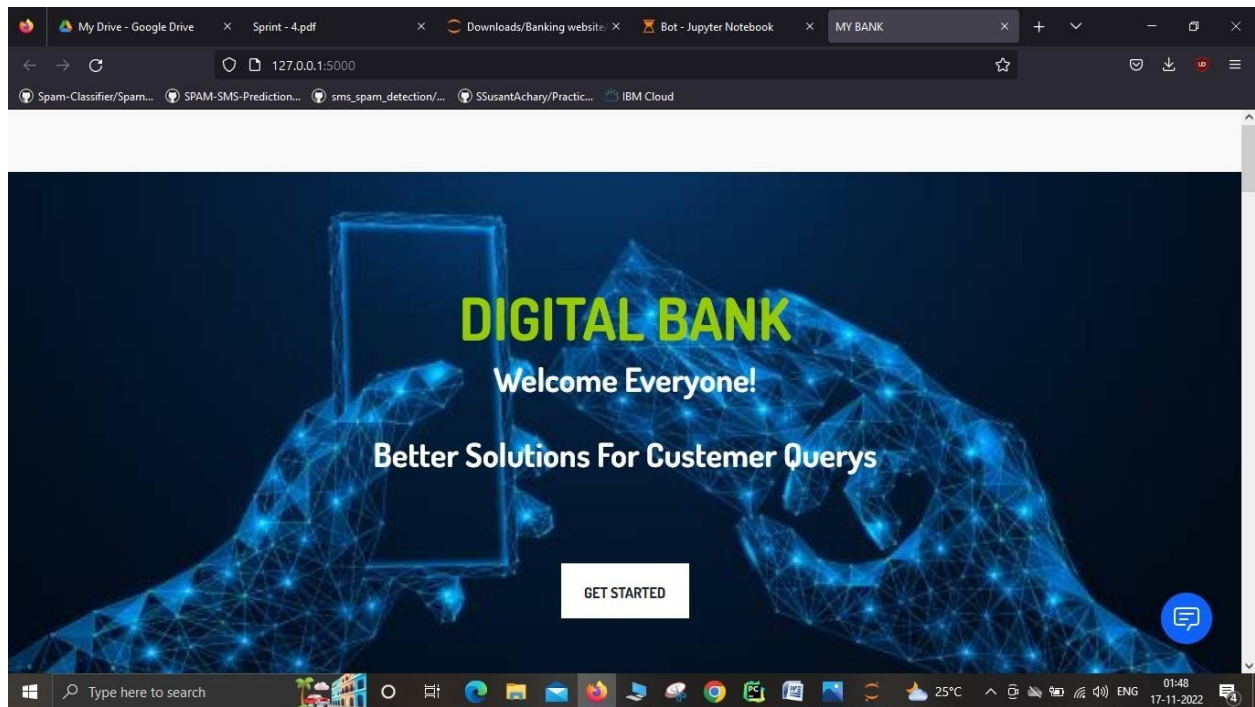 My Drive - Google Drive
Sprint - 4.pdf
Downloads/Banking website/
Bot - Jupyter Notebook
MY BANK
127.0.0.1:5000
Spam-Classifier/Spam...
SPAM-SMS-Prediction...
sms_spam_detection/...
SSusantAchary/Practic...
IBM Cloud
DIGITAL BANK
Welcome Everyone!
Better Solutions For Custemer Querys
GET STARTED
Type here to search
25°C
ENG
01:48
17-11-2022
4